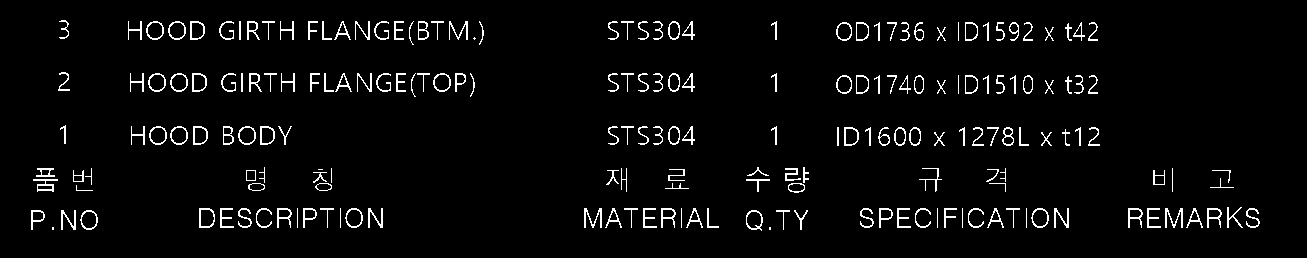 3 HOOD GIRTH FLANGE(BTM.) STS304 1 OD1736 x ID1592 x t42
2 HOOD GIRTH FLANGE(TOP) STS304 1 OD1740 x ID1510 x t32
1 HOOD BODY STS304 1 ID1600 x 1278L x t12
품 번 명 칭 재 료 수 량 규 격 비 고
P.NO DESCRIPTION MATERIAL Q.TY SPECIFICATION REMARKS